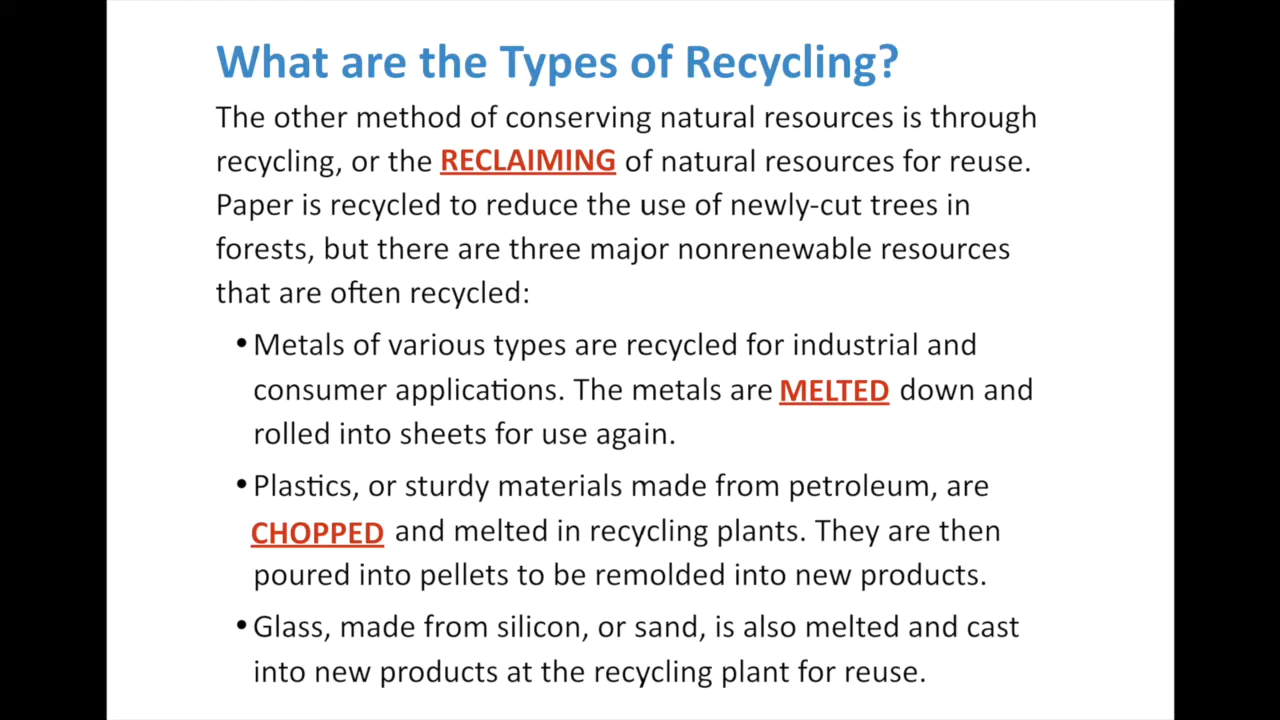 What are the Types of Recycling?
The other method of conserving natural resources is through
recycling, or the RECLAIMING of natural resources for reuse.
Paper is recycled to reduce the use of newly-cut trees in
forests, but there are three major nonrenewable resources
that are often recycled:
• Metals of various types are recycled for industrial and
consumer applications. The metals are MELTED down and
rolled into sheets for use again.
• Plastics, or sturdy materials made from petroleum, are
CHOPPED and melted in recycling plants. They are then
poured into pellets to be remolded into new products.
• Glass, made from silicon, or sand, is also melted and cast
into new products at the recycling plant for reuse.